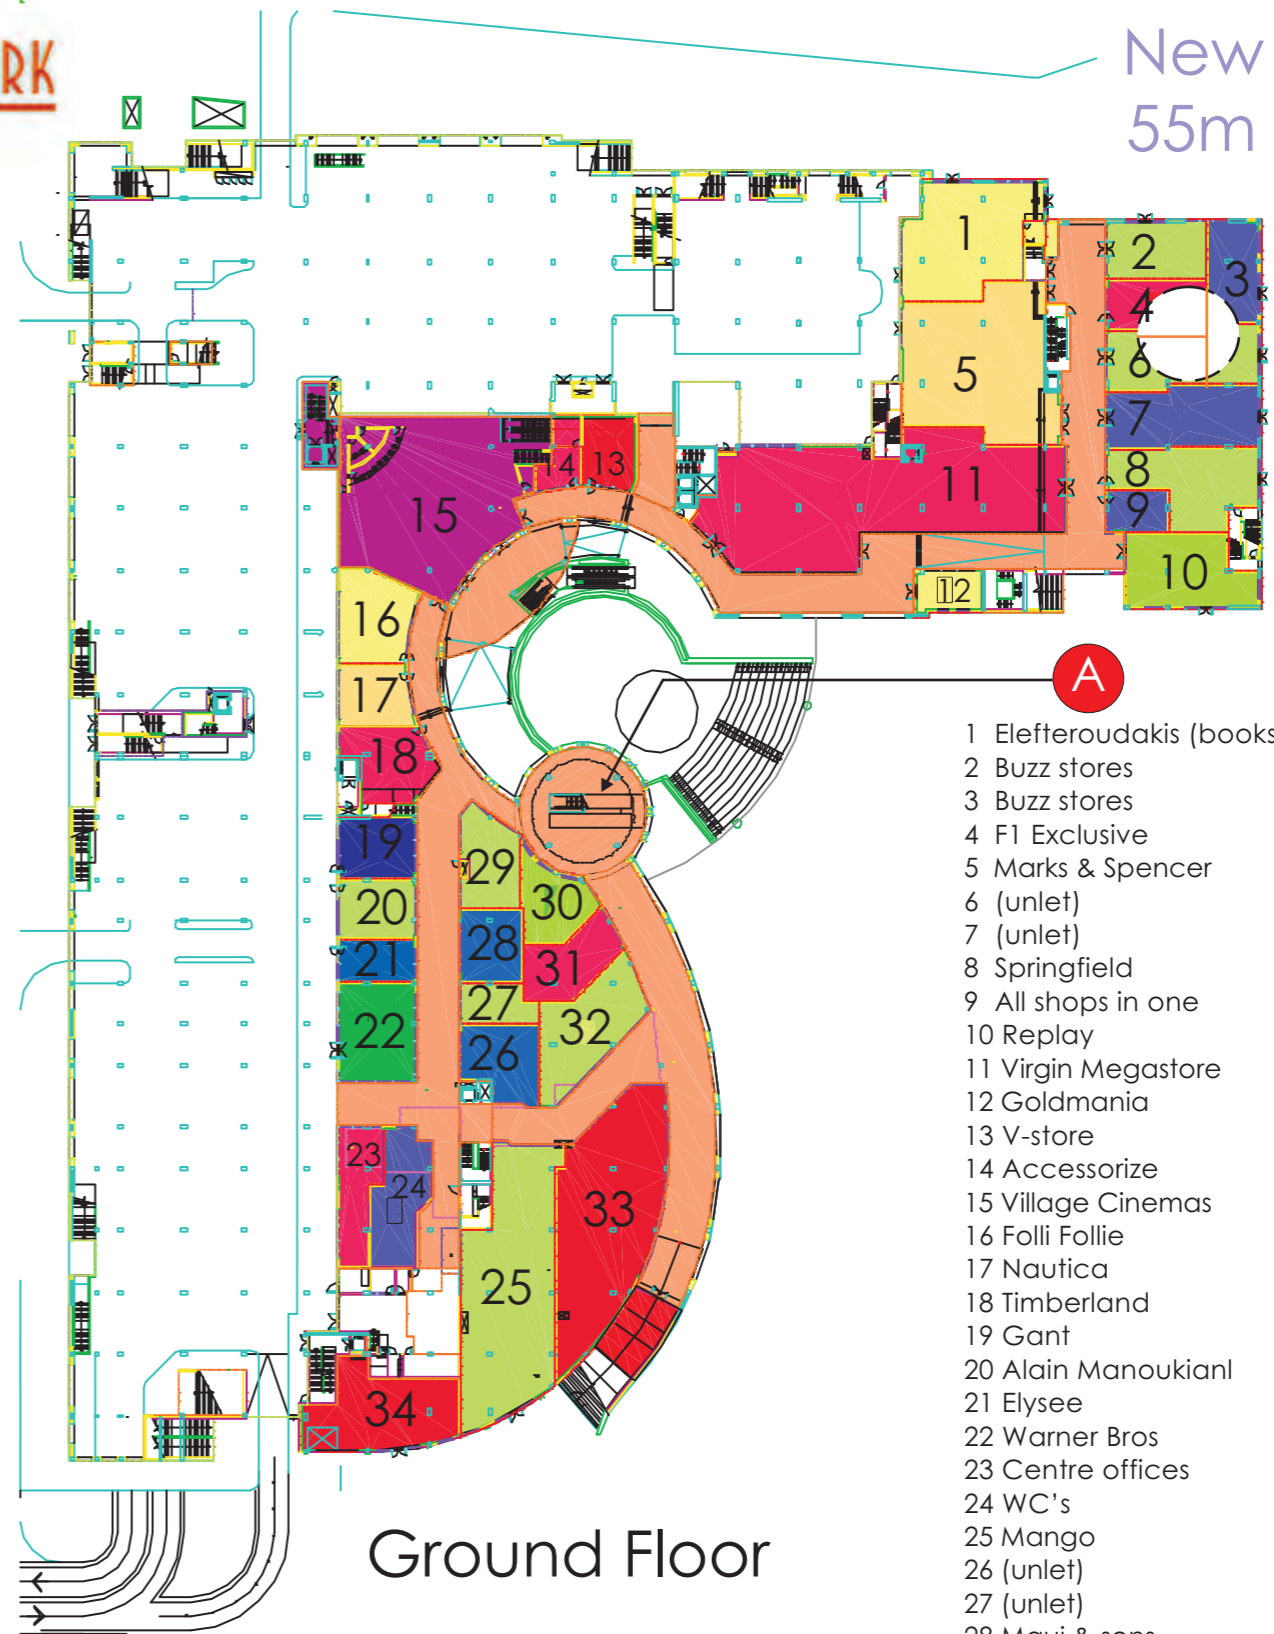 RK
New
55m
1
2
3
4
5
6
7
8
9
10
11
12
13
14
15
16
17
18
19
20
21
22
23
24
25
26
27
28
29
30
31
32
33
34
A
1 Elefteroudakis (books
2 Buzz stores
3 Buzz stores
4 F1 Exclusive
5 Marks & Spencer
6 (unlet)
7 (unlet)
8 Springfield
9 All shops in one
10 Replay
11 Virgin Megastore
12 Goldmania
13 V-store
14 Accessorize
15 Village Cinemas
16 Folli Follie
17 Nautica
18 Timberland
19 Gant
20 Alain Manoukianl
21 Elysee
22 Warner Bros
23 Centre offices
24 WC's
25 Mango
26 (unlet)
27 (unlet)
28 Maui & sons
Ground Floor